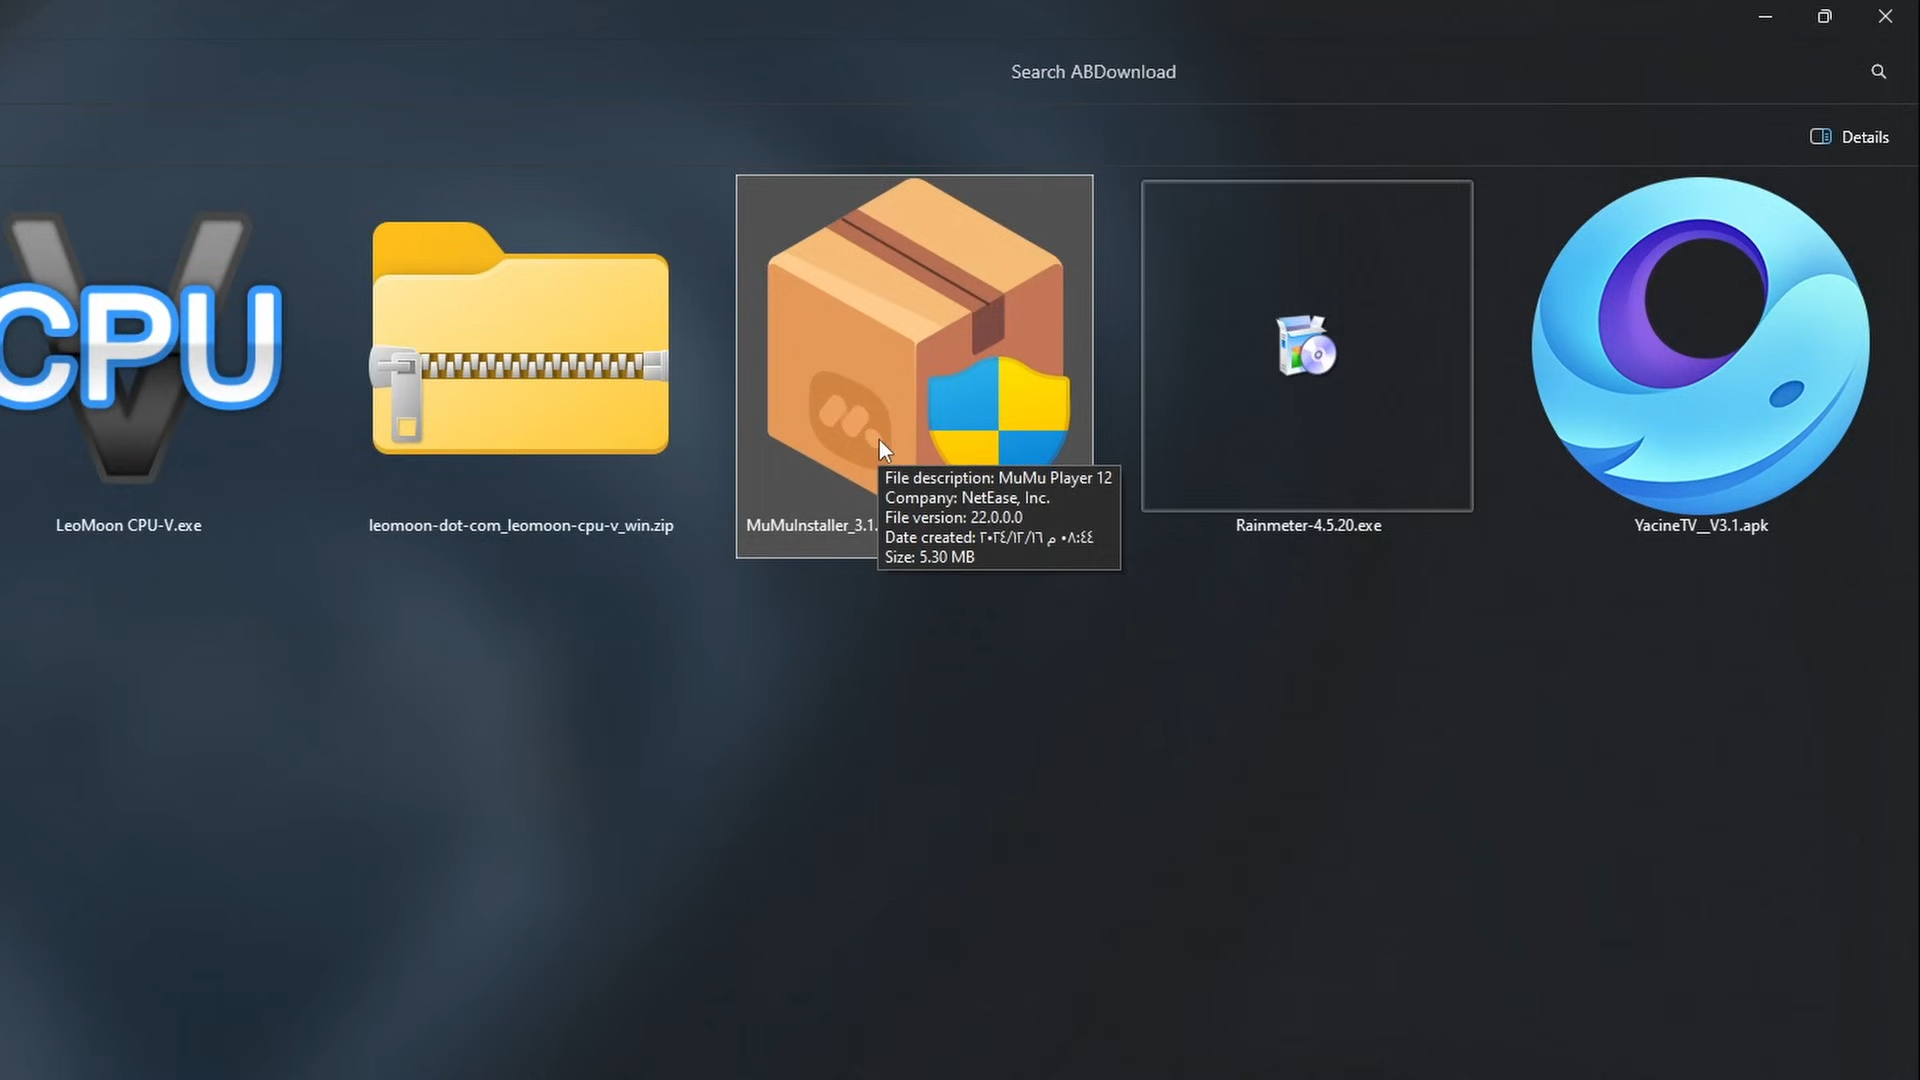 Search ABDownload
Details
CPU
LeoMoon CPU-V.exe
leomoon-dot-com_leomoon-cpu-v_win.zip
MuMuInstaller_3.1.
File description: MuMu Player 12
Company: NetEase, Inc.
File version: 22.0.0.0
Date created: ٢٠٢٤/١٢/١٦ م ٠٨:٤٤
Size: 5.30 MB
Rainmeter-4.5.20.exe
YacineTV__V3.1.apk